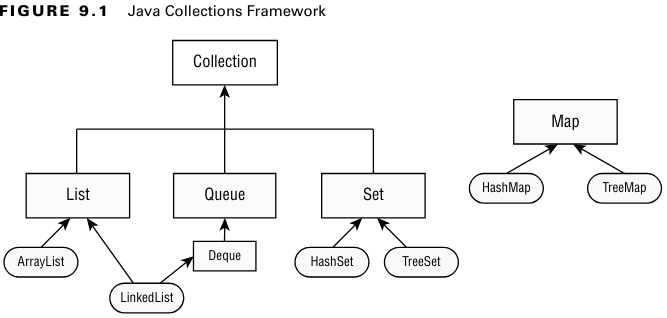 FIGURE 9.1 Java Collections Framework
Collection
Map
HashMap
TreeMap
List
Queue
Set
ArrayList
Deque
HashSet
TreeSet
LinkedList